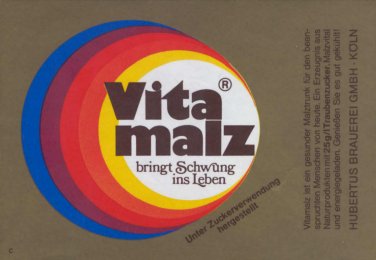 Vita®
malz
bringt Schwung
ins Leben
Unter Zuckerverwendung
hergestellt
Vitamalz ist ein gesunder Malztrunk für den bean-
spruchten Menschen von heute. Ein Erzeugnis aus
Naturprodukten mit 25g/l Traubenzucker. Malzvital
und energiegeladen. Genießen Sie es gut gekühlt!
HUBERTUS BRAUEREI GMBH · KÖLN
C